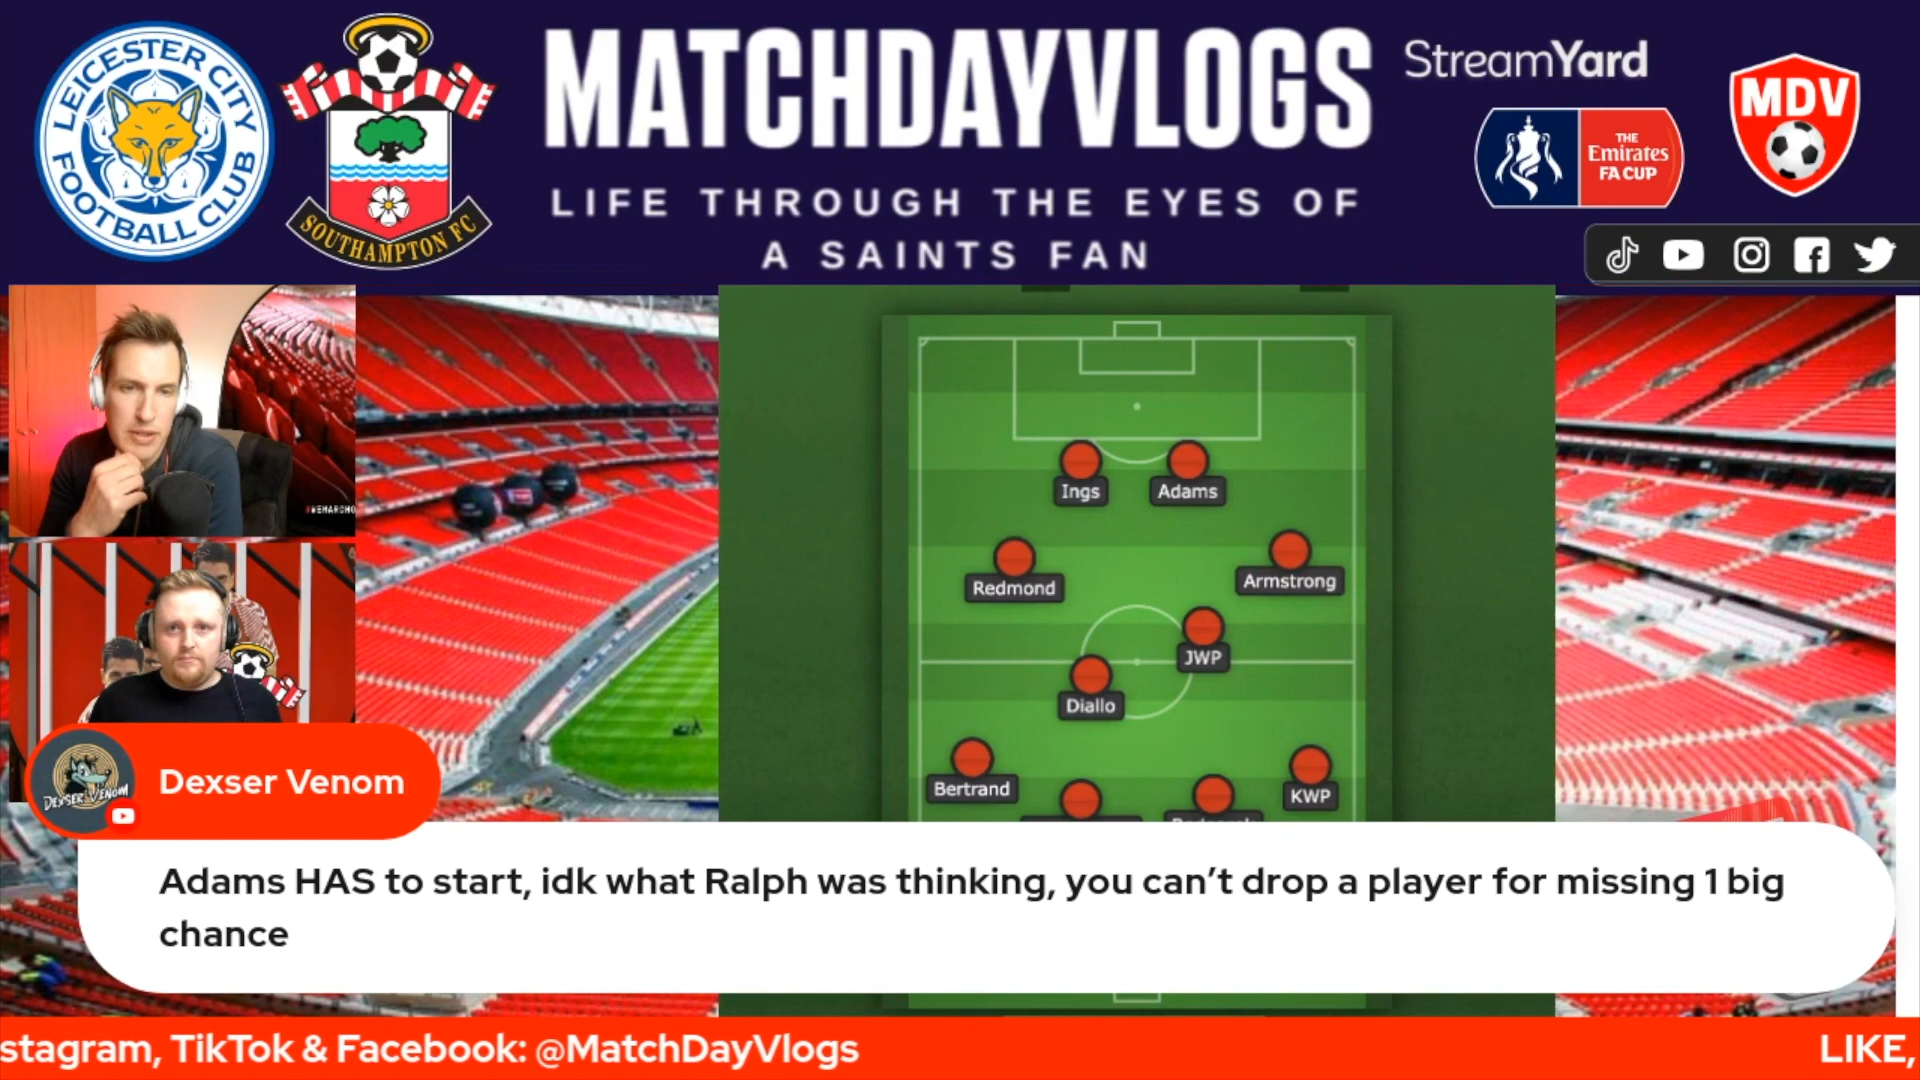 LEICESTER CITY
FOOTBALL CLUB
SOUTHAMPTON FC
MATCHDAYVLOGS
LIFE THROUGH THE EYES OF
A SAINTS FAN
StreamYard
THE
Emirates
FA CUP
MDV
Ings
Adams
Redmond
Armstrong
JWP
Diallo
Bertrand
KWP
DEXSER VENOM
Dexser Venom
Adams HAS to start, idk what Ralph was thinking, you can’t drop a player for missing 1 big
chance
stagram, TikTok & Facebook: @MatchDayVlogs
LIKE,